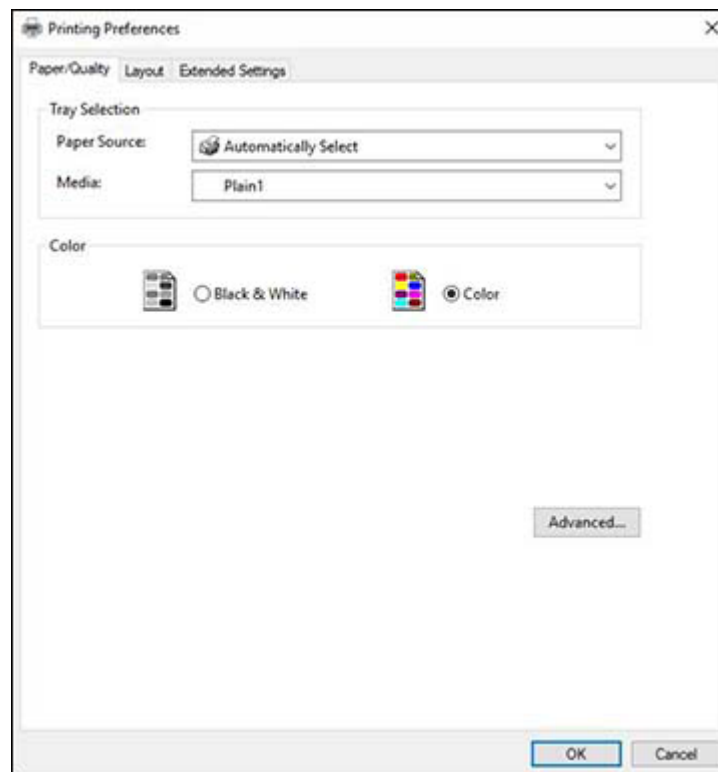 Printing Preferences
Paper/Quality Layout Extended Settings
Tray Selection
Paper Source: Automatically Select
Media: Plain1
Color
Black & White Color
Advanced...
OK Cancel